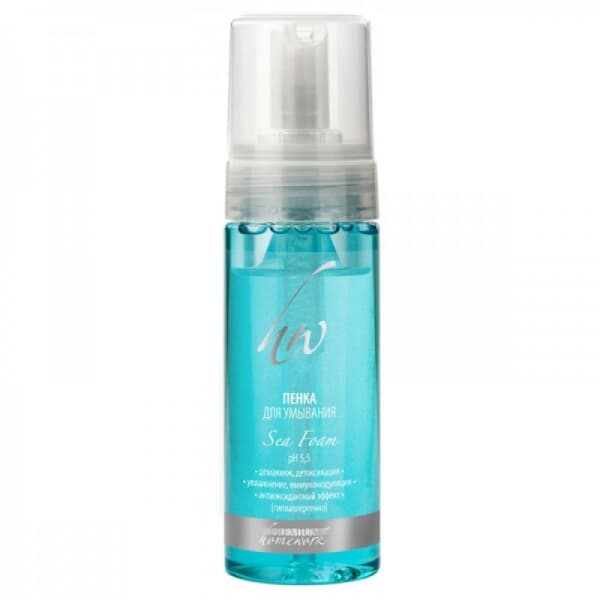 hw
ПЕНКА
ДЛЯ УМЫВАНИЯ
Sea Foam
pH 5,5
• демакияж, детоксикация •
• увлажнение, иммуномодуляция •
• антиоксидантный эффект •
[гипоаллергенно]
homework